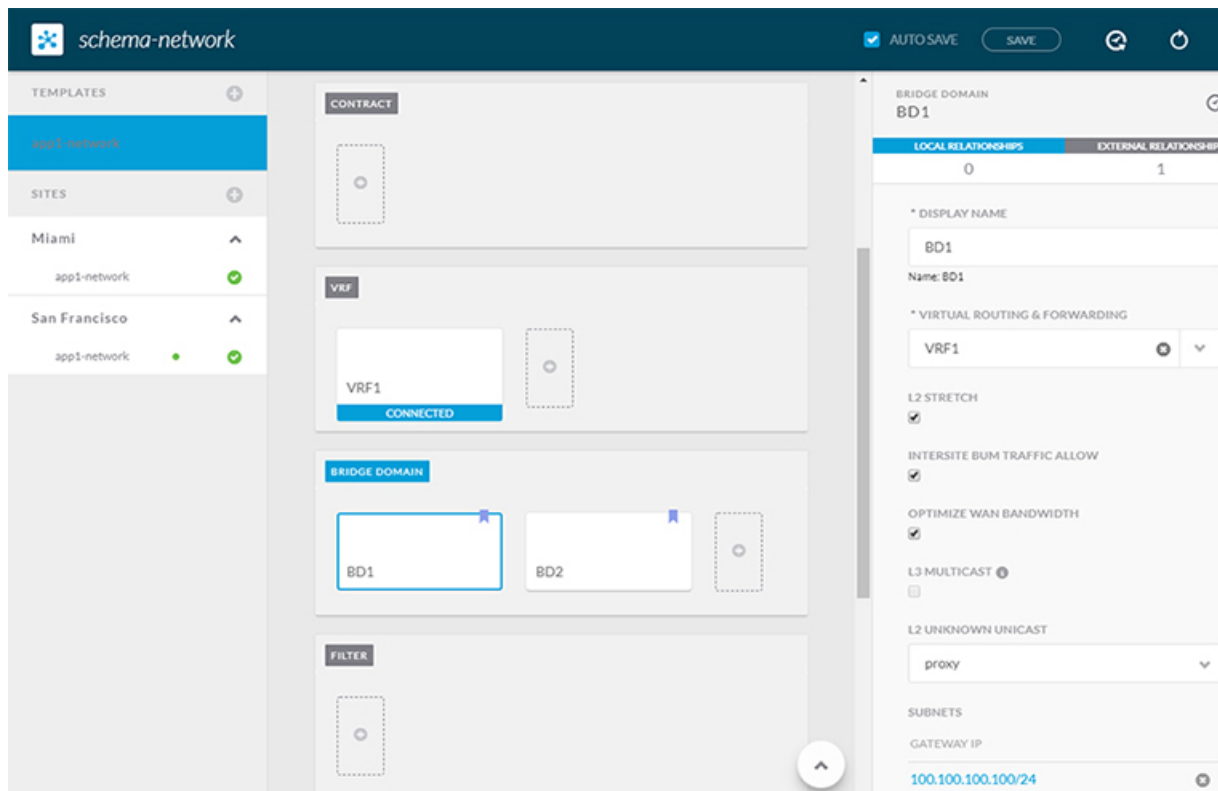 schema-network
AUTO SAVE
SAVE
TEMPLATES
app1-network
SITES
Miami
app1-network
San Francisco
app1-network
CONTRACT
VRF
VRF1
CONNECTED
BRIDGE DOMAIN
BD1
BD2
FILTER
BRIDGE DOMAIN
BD1
LOCAL RELATIONSHIPS
EXTERNAL RELATIONSHIP
0
1
* DISPLAY NAME
BD1
Name: BD1
* VIRTUAL ROUTING & FORWARDING
VRF1
L2 STRETCH
INTERSITE BUM TRAFFIC ALLOW
OPTIMIZE WAN BANDWIDTH
L3 MULTICAST
L2 UNKNOWN UNICAST
proxy
SUBNETS
GATEWAY IP
100.100.100.100/24